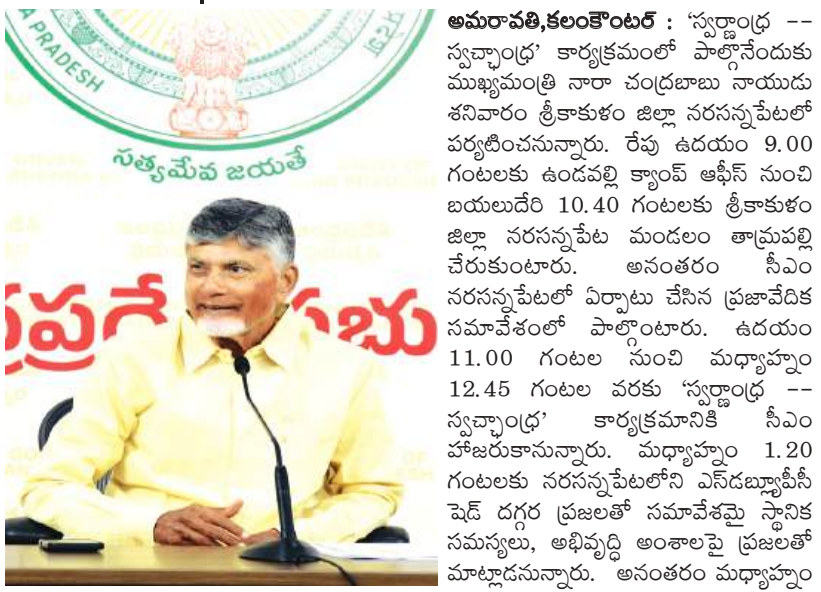 A PRADESH
సత్యమేవ జయతే
అమరావతి,కలంకౌంటర్ : ‘స్వర్ణాంధ్ర --
స్వచ్ఛాంధ్ర’ కార్యక్రమంలో పాల్గొనేందుకు
ముఖ్యమంత్రి నారా చంద్రబాబు నాయుడు
శనివారం శ్రీకాకుళం జిల్లా నరసన్నపేటలో
పర్యటించనున్నారు. రేపు ఉదయం 9.00
గంటలకు ఉండవల్లి క్యాంప్ ఆఫీస్ నుంచి
బయలుదేరి 10.40 గంటలకు శ్రీకాకుళం
జిల్లా నరసన్నపేట మండలం తామ్రపల్లి
చేరుకుంటారు. అనంతరం సీఎం
నరసన్నపేటలో ఏర్పాటు చేసిన ప్రజావేదిక
సమావేశంలో పాల్గొంటారు. ఉదయం
11.00 గంటల నుంచి మధ్యాహ్నం
12.45 గంటల వరకు ‘స్వర్ణాంధ్ర --
స్వచ్ఛాంధ్ర’ కార్యక్రమానికి సీఎం
హాజరుకానున్నారు. మధ్యాహ్నం 1.20
గంటలకు నరసన్నపేటలోని ఎస్‌డబ్ల్యూపీసీ
షెడ్ దగ్గర ప్రజలతో సమావేశమై స్థానిక
సమస్యలు, అభివృద్ధి అంశాలపై ప్రజలతో
మాట్లాడనున్నారు. అనంతరం మధ్యాహ్నం